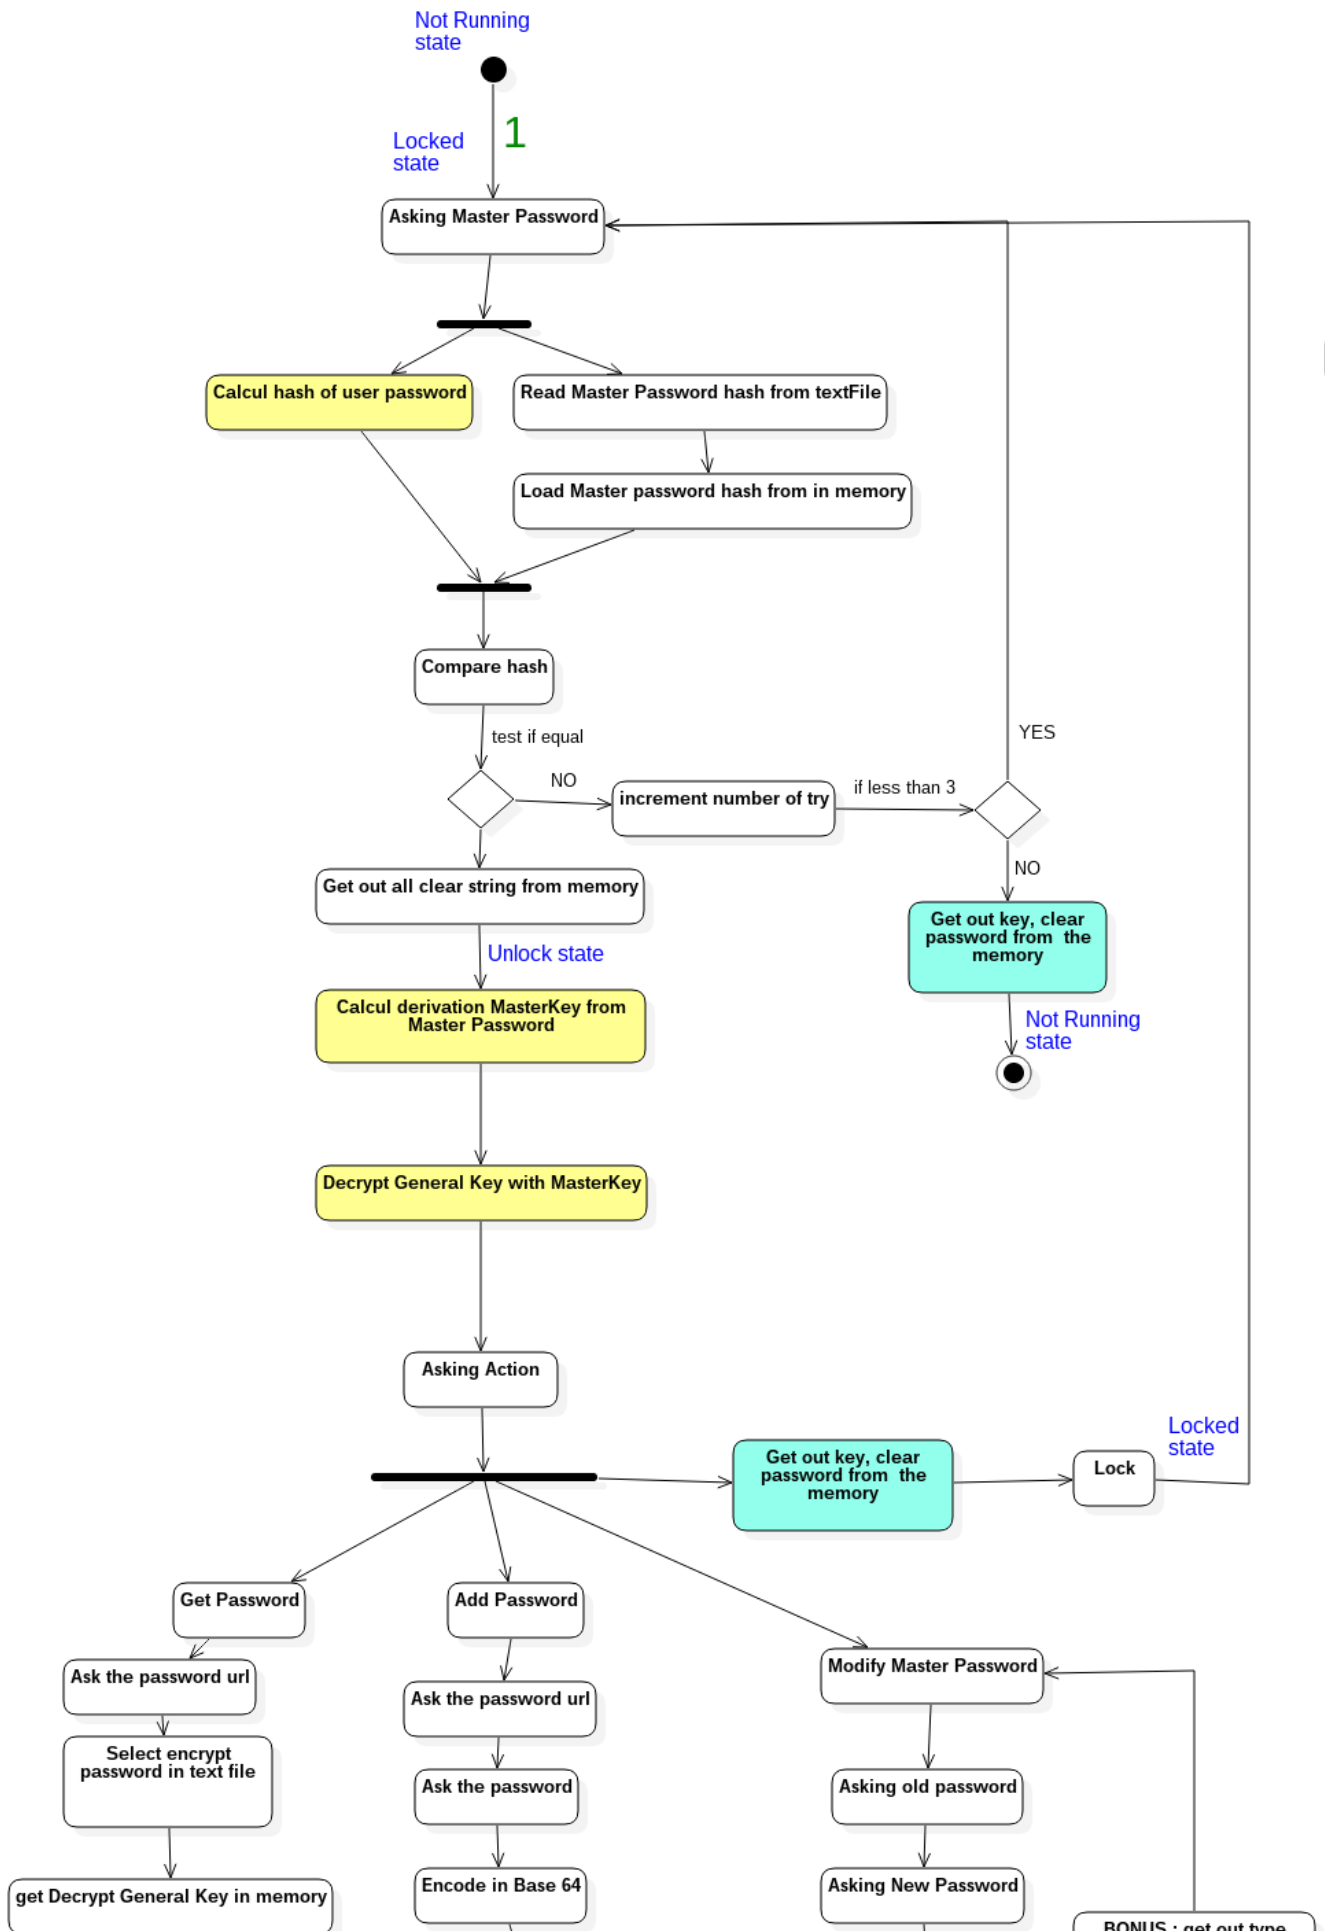 Not Running
state
1
Locked
state
Asking Master Password
Calcul hash of user password
Read Master Password hash from textFile
Load Master password hash from in memory
Compare hash
test if equal
YES
NO
increment number of try
if less than 3
NO
Get out all clear string from memory
Get out key, clear
password from  the
memory
Unlock state
Calcul derivation MasterKey from
Master Password
Not Running
state
Decrypt General Key with MasterKey
Asking Action
Locked
state
Get out key, clear
password from  the
memory
Lock
Get Password
Add Password
Modify Master Password
Ask the password url
Ask the password url
Select encrypt
password in text file
Ask the password
Asking old password
get Decrypt General Key in memory
Encode in Base 64
Asking New Password
BONUS : get out type